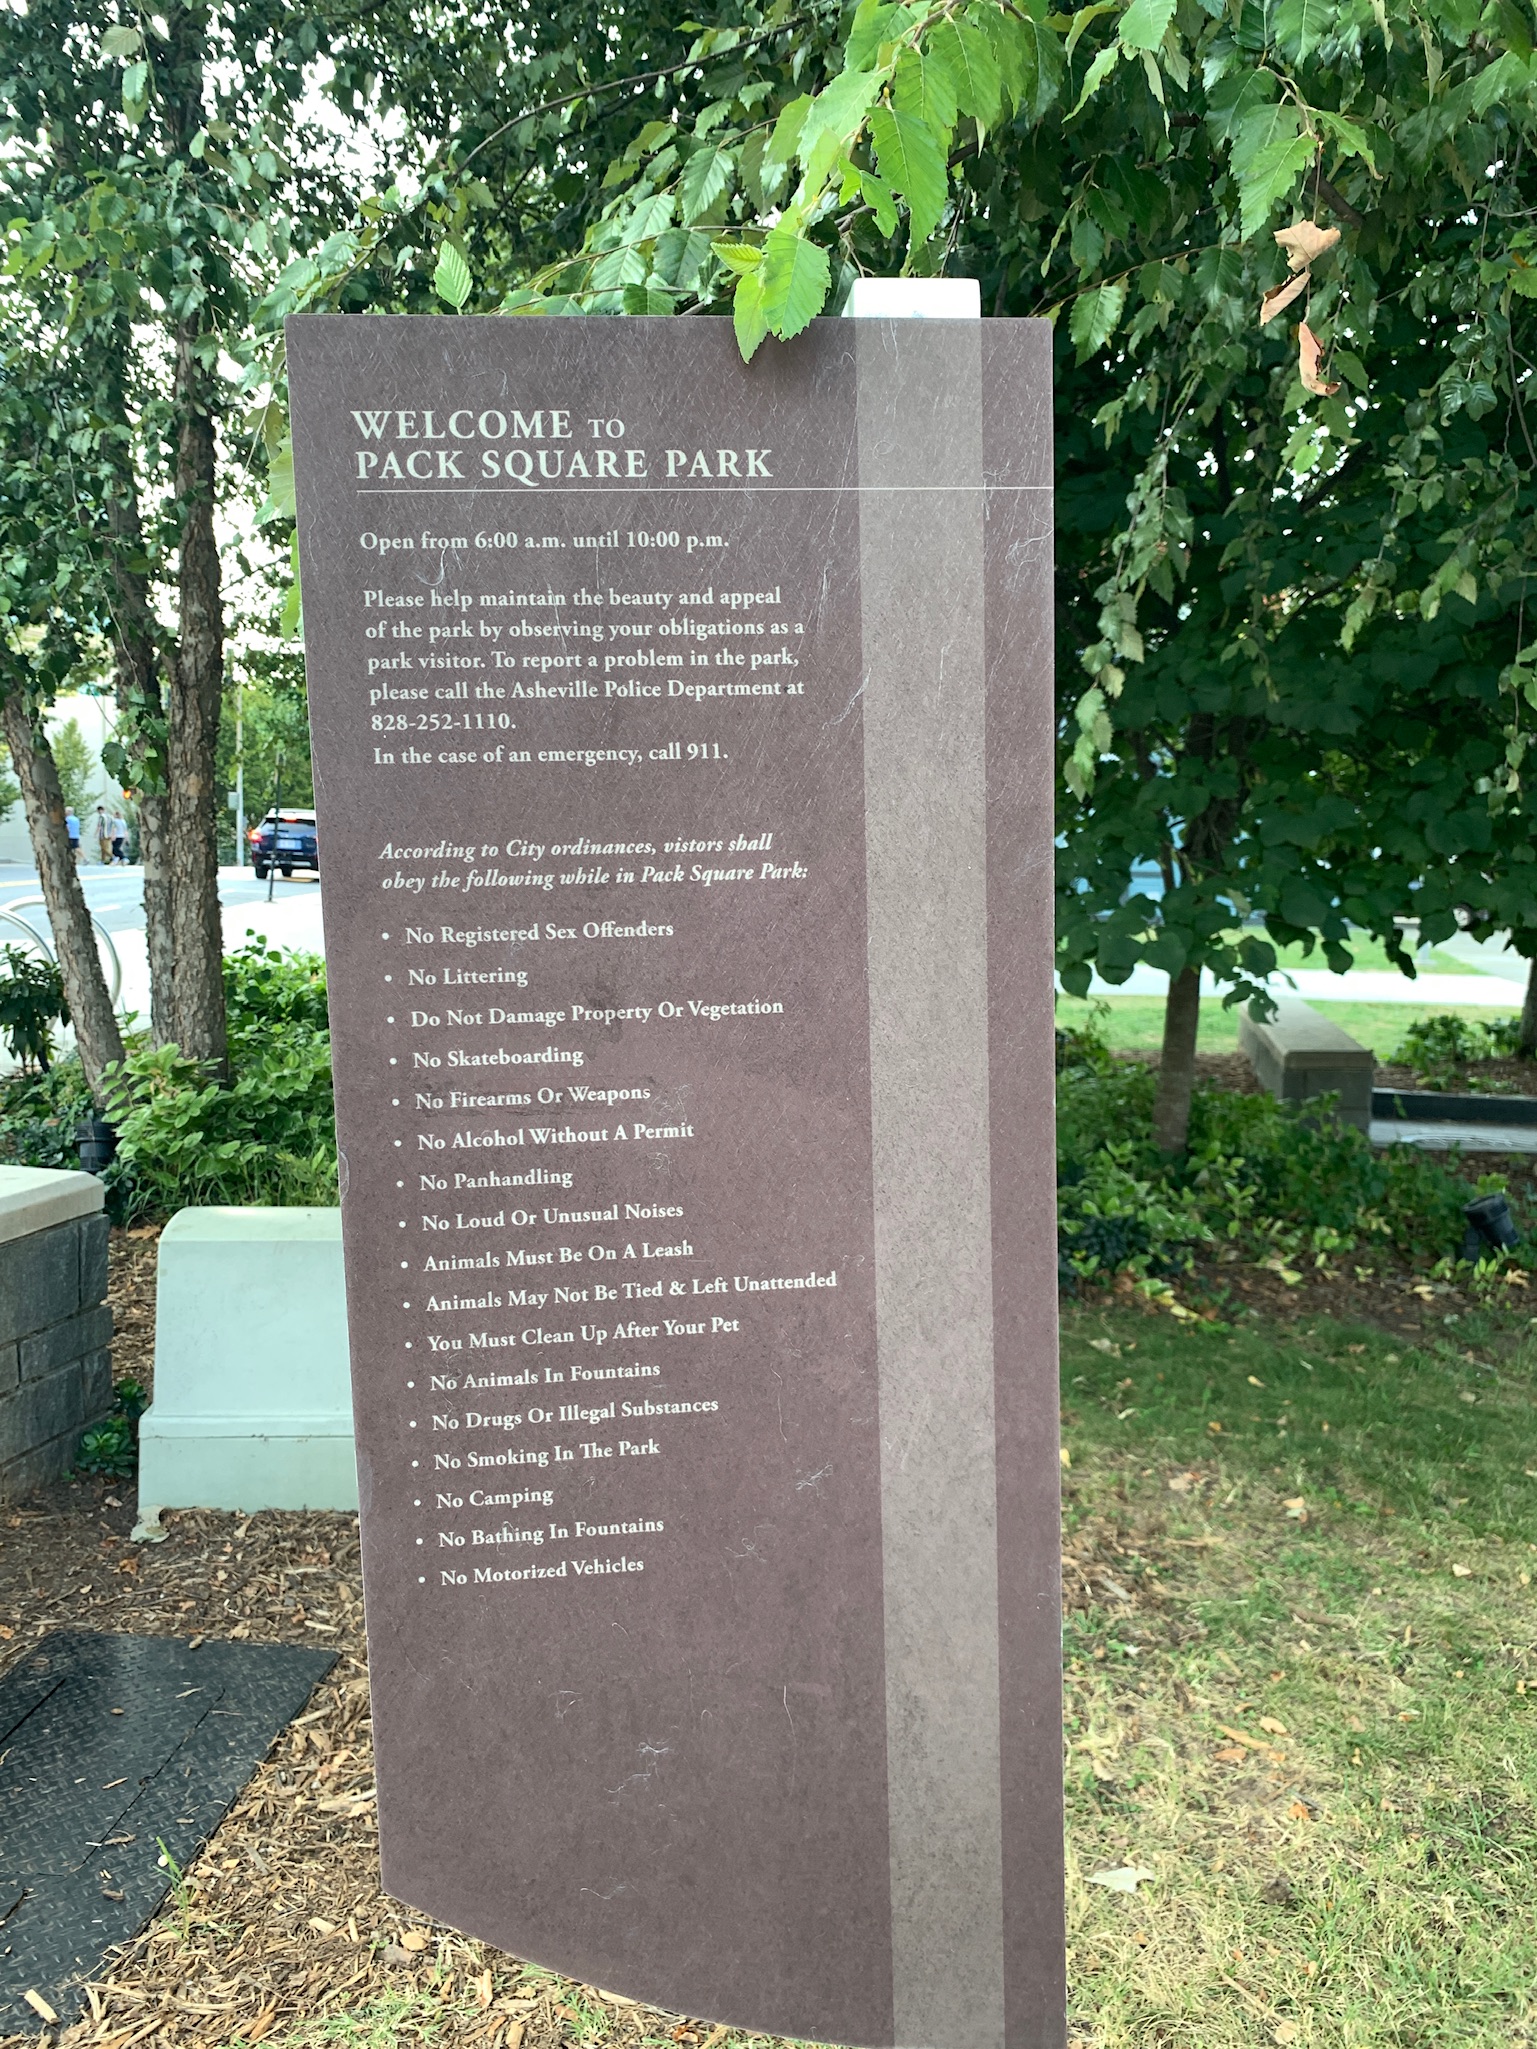 WELCOME TO
PACK SQUARE PARK
Open from 6:00 a.m. until 10:00 p.m.
Please help maintain the beauty and appeal
of the park by observing your obligations as a
park visitor. To report a problem in the park,
please call the Asheville Police Department at
828-252-1110.
In the case of an emergency, call 911.
According to City ordinances, vistors shall
obey the following while in Pack Square Park:
• No Registered Sex Offenders
• No Littering
• Do Not Damage Property Or Vegetation
• No Skateboarding
• No Firearms Or Weapons
• No Alcohol Without A Permit
• No Panhandling
• No Loud Or Unusual Noises
• Animals Must Be On A Leash
• Animals May Not Be Tied & Left Unattended
• You Must Clean Up After Your Pet
• No Animals In Fountains
• No Drugs Or Illegal Substances
• No Smoking In The Park
• No Camping
• No Bathing In Fountains
• No Motorized Vehicles